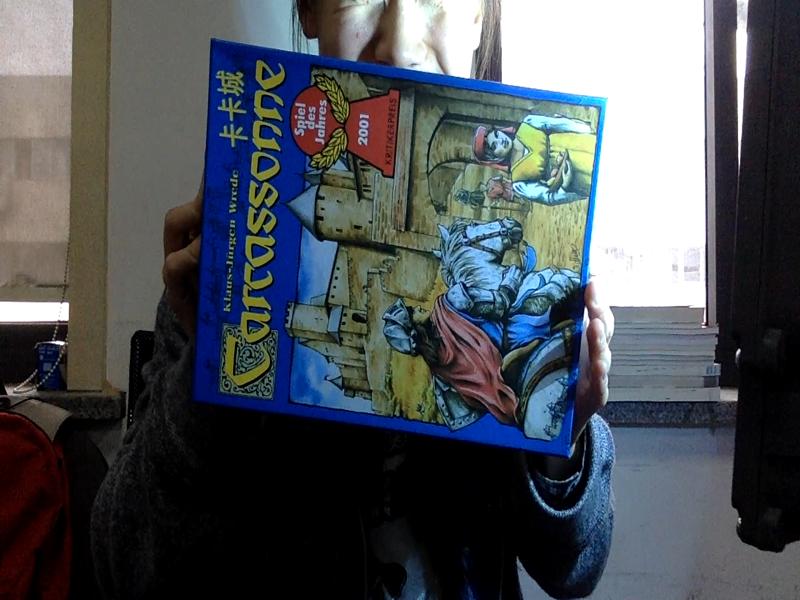 卡卡城
Klaus-Jürgen Wrede
Carcassonne
Spiel
des
Jahres
2001
KRITIKERPREIS